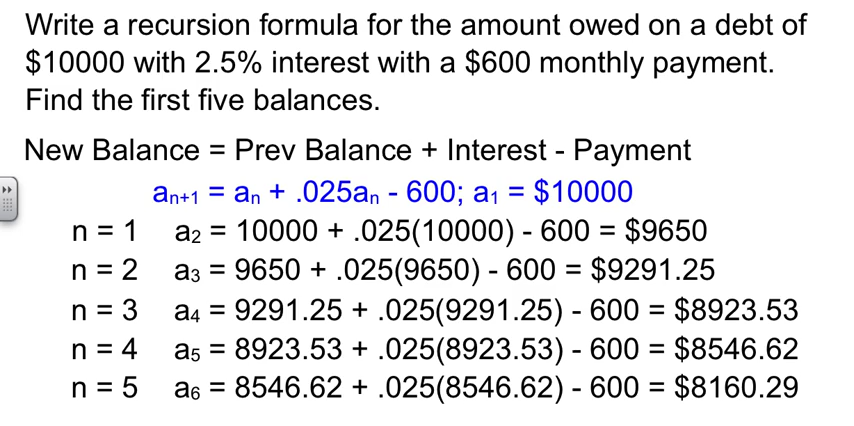 Write a recursion formula for the amount owed on a debt of
$10000 with 2.5% interest with a $600 monthly payment.
Find the first five balances.
New Balance = Prev Balance + Interest - Payment
aₙ₊₁ = aₙ + .025aₙ - 600; a₁ = $10000
n = 1 a₂ = 10000 + .025(10000) - 600 = $9650
n = 2 a₃ = 9650 + .025(9650) - 600 = $9291.25
n = 3 a₄ = 9291.25 + .025(9291.25) - 600 = $8923.53
n = 4 a₅ = 8923.53 + .025(8923.53) - 600 = $8546.62
n = 5 a₆ = 8546.62 + .025(8546.62) - 600 = $8160.29